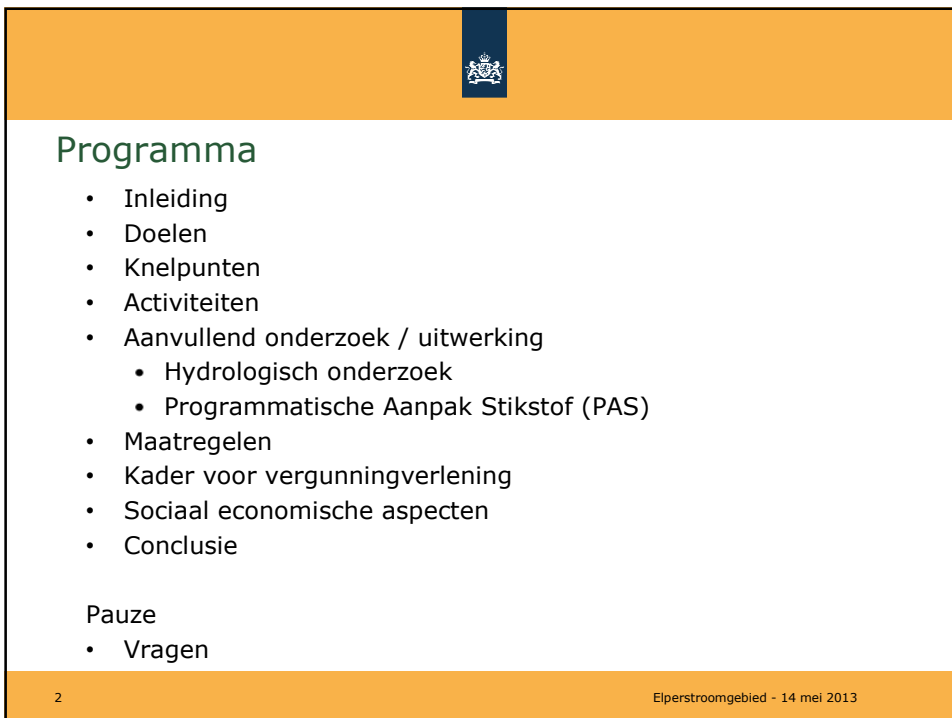 Programma
• Inleiding
• Doelen
• Knelpunten
• Activiteiten
• Aanvullend onderzoek / uitwerking
• Hydrologisch onderzoek
• Programmatische Aanpak Stikstof (PAS)
• Maatregelen
• Kader voor vergunningverlening
• Sociaal economische aspecten
• Conclusie
Pauze
• Vragen
2
Elperstroomgebied - 14 mei 2013